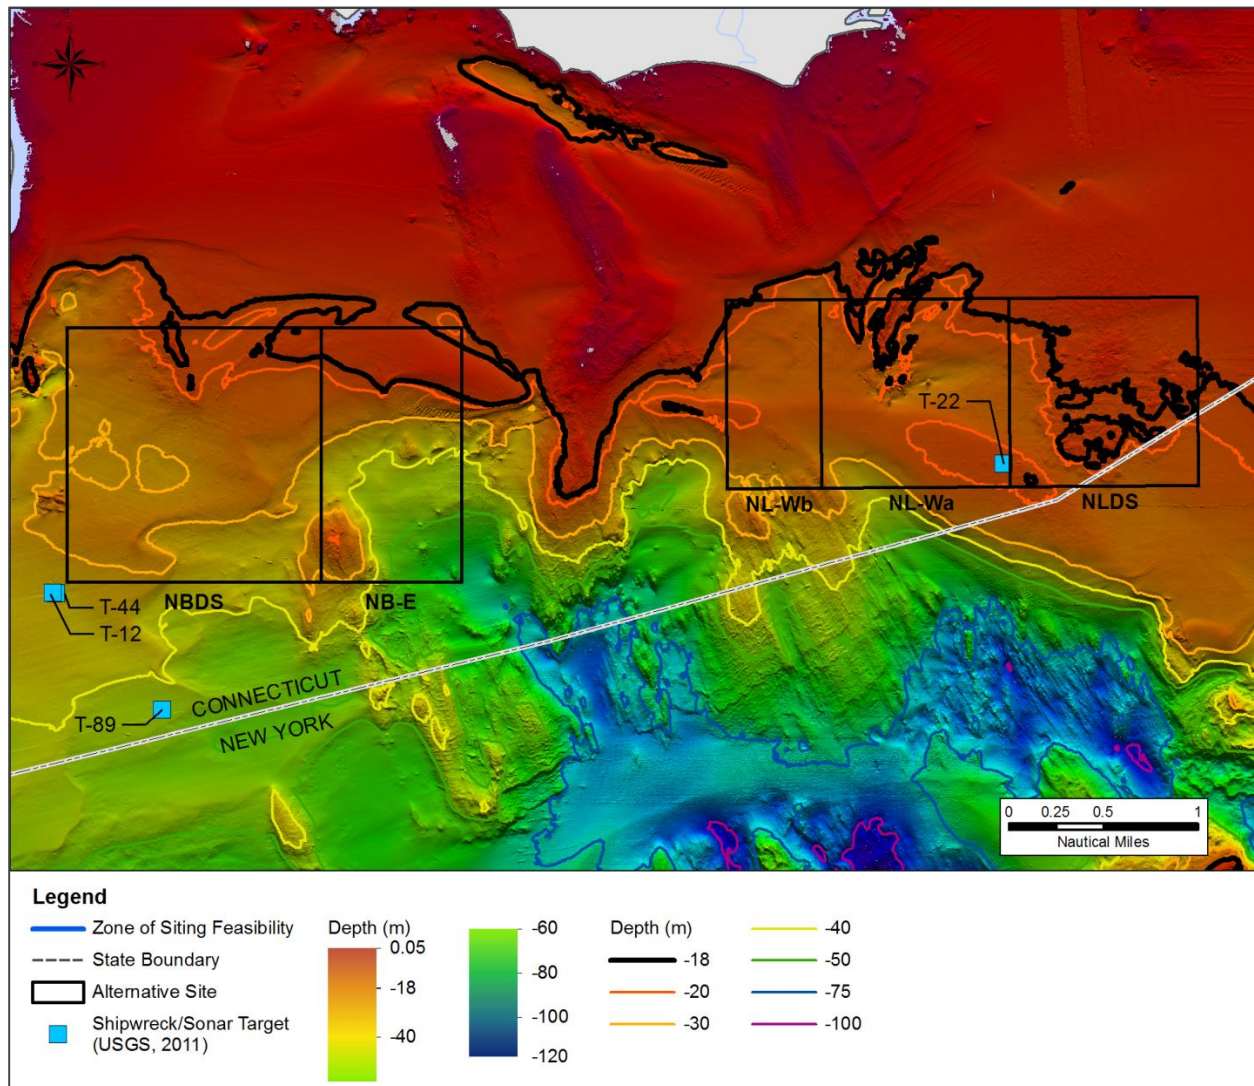 T-22
NL-Wb
NL-Wa
NLDS
T-44
T-12
NBDS
NB-E
T-89
CONNECTICUT
NEW YORK
0 0.25 0.5 1
Nautical Miles
Legend
Zone of Siting Feasibility
State Boundary
Alternative Site
Shipwreck/Sonar Target
(USGS, 2011)
Depth (m)
0.05
-18
-40
-60
-80
-100
-120
Depth (m)
-18
-20
-30
-40
-50
-75
-100